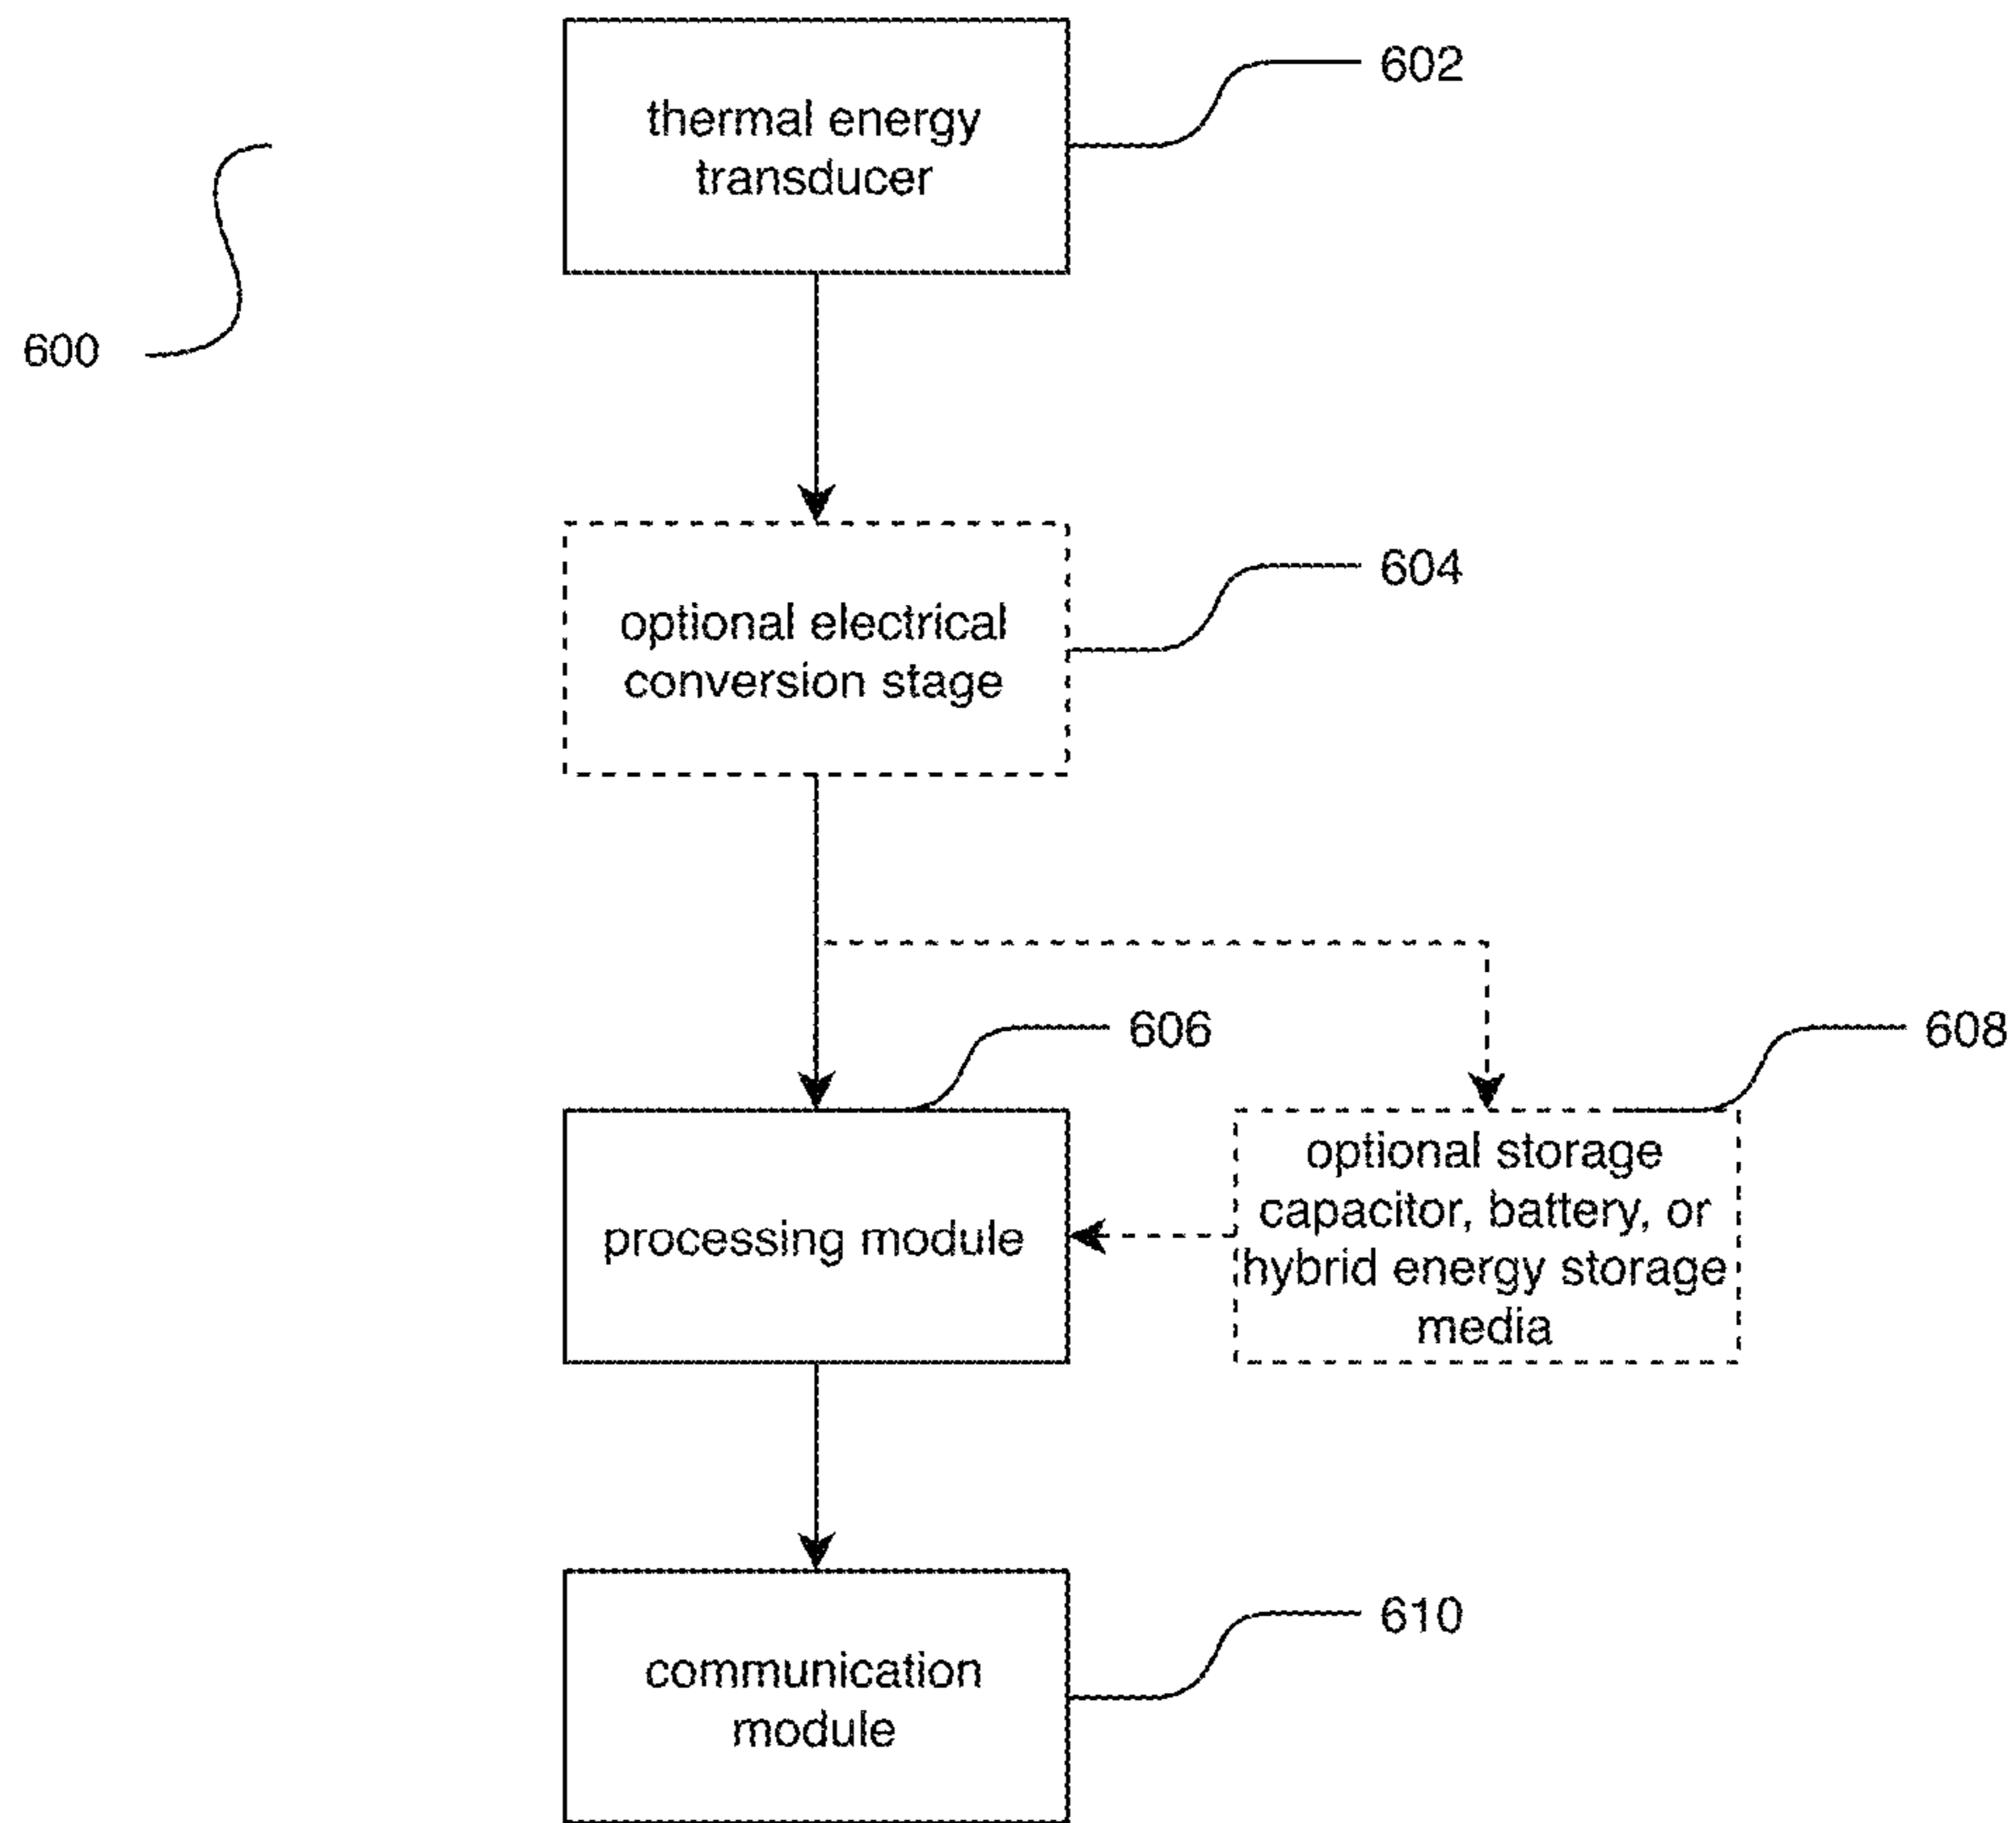 602
thermal energy
transducer
600
604
optional electrical
conversion stage
606
608
processing module
optional storage
capacitor, battery, or
hybrid energy storage
media
610
communication
module